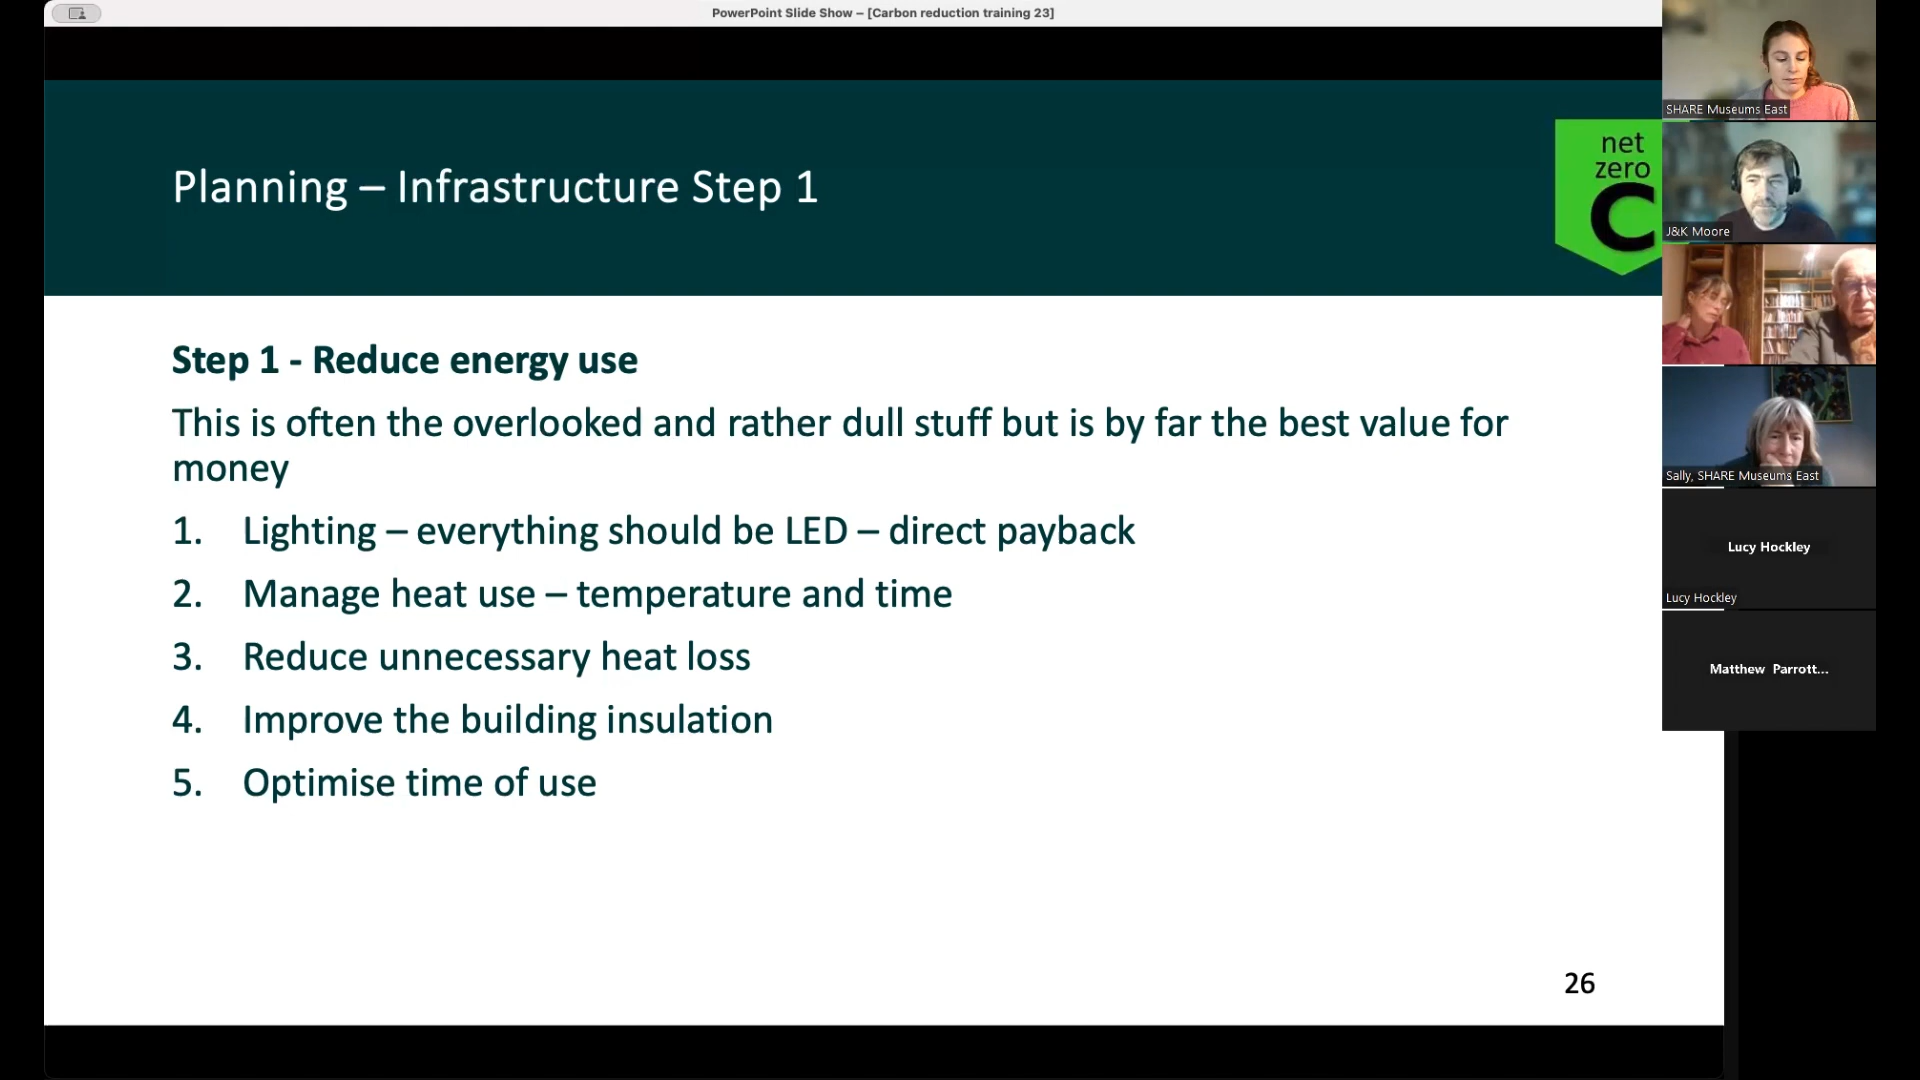 PowerPoint Slide Show – [Carbon reduction training 23]
Planning – Infrastructure Step 1
net
zero
C
Step 1 - Reduce energy use
This is often the overlooked and rather dull stuff but is by far the best value for
money
1. Lighting – everything should be LED – direct payback
2. Manage heat use – temperature and time
3. Reduce unnecessary heat loss
4. Improve the building insulation
5. Optimise time of use
26
SHARE Museums East
J&K Moore
Sally, SHARE Museums East
Lucy Hockley
Lucy Hockley
Matthew Parrott...